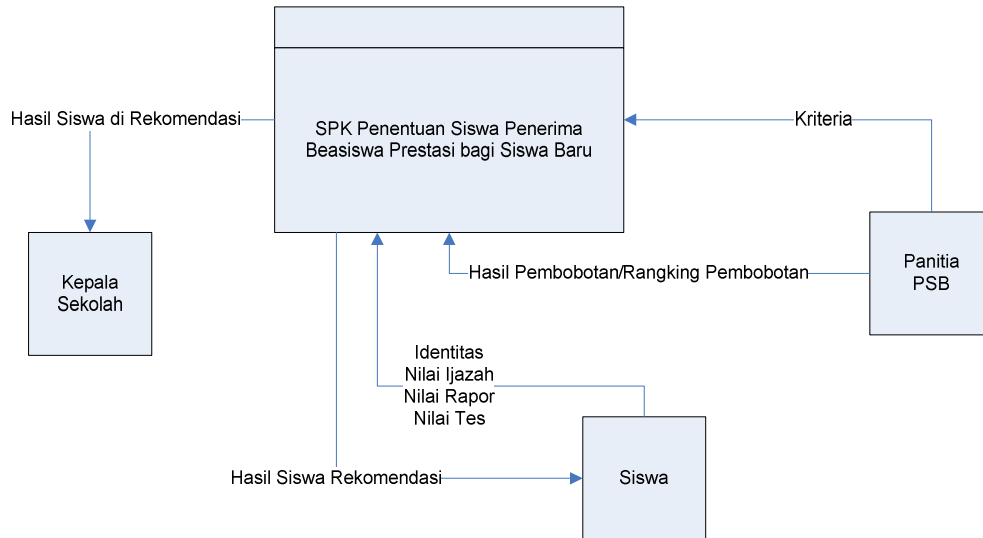 Hasil Siswa di Rekomendasi
SPK Penentuan Siswa Penerima
Beasiswa Prestasi bagi Siswa Baru
Kriteria
Kepala
Sekolah
Hasil Pembobotan/Rangking Pembobotan
Panitia
PSB
Identitas
Nilai Ijazah
Nilai Rapor
Nilai Tes
Hasil Siswa Rekomendasi
Siswa